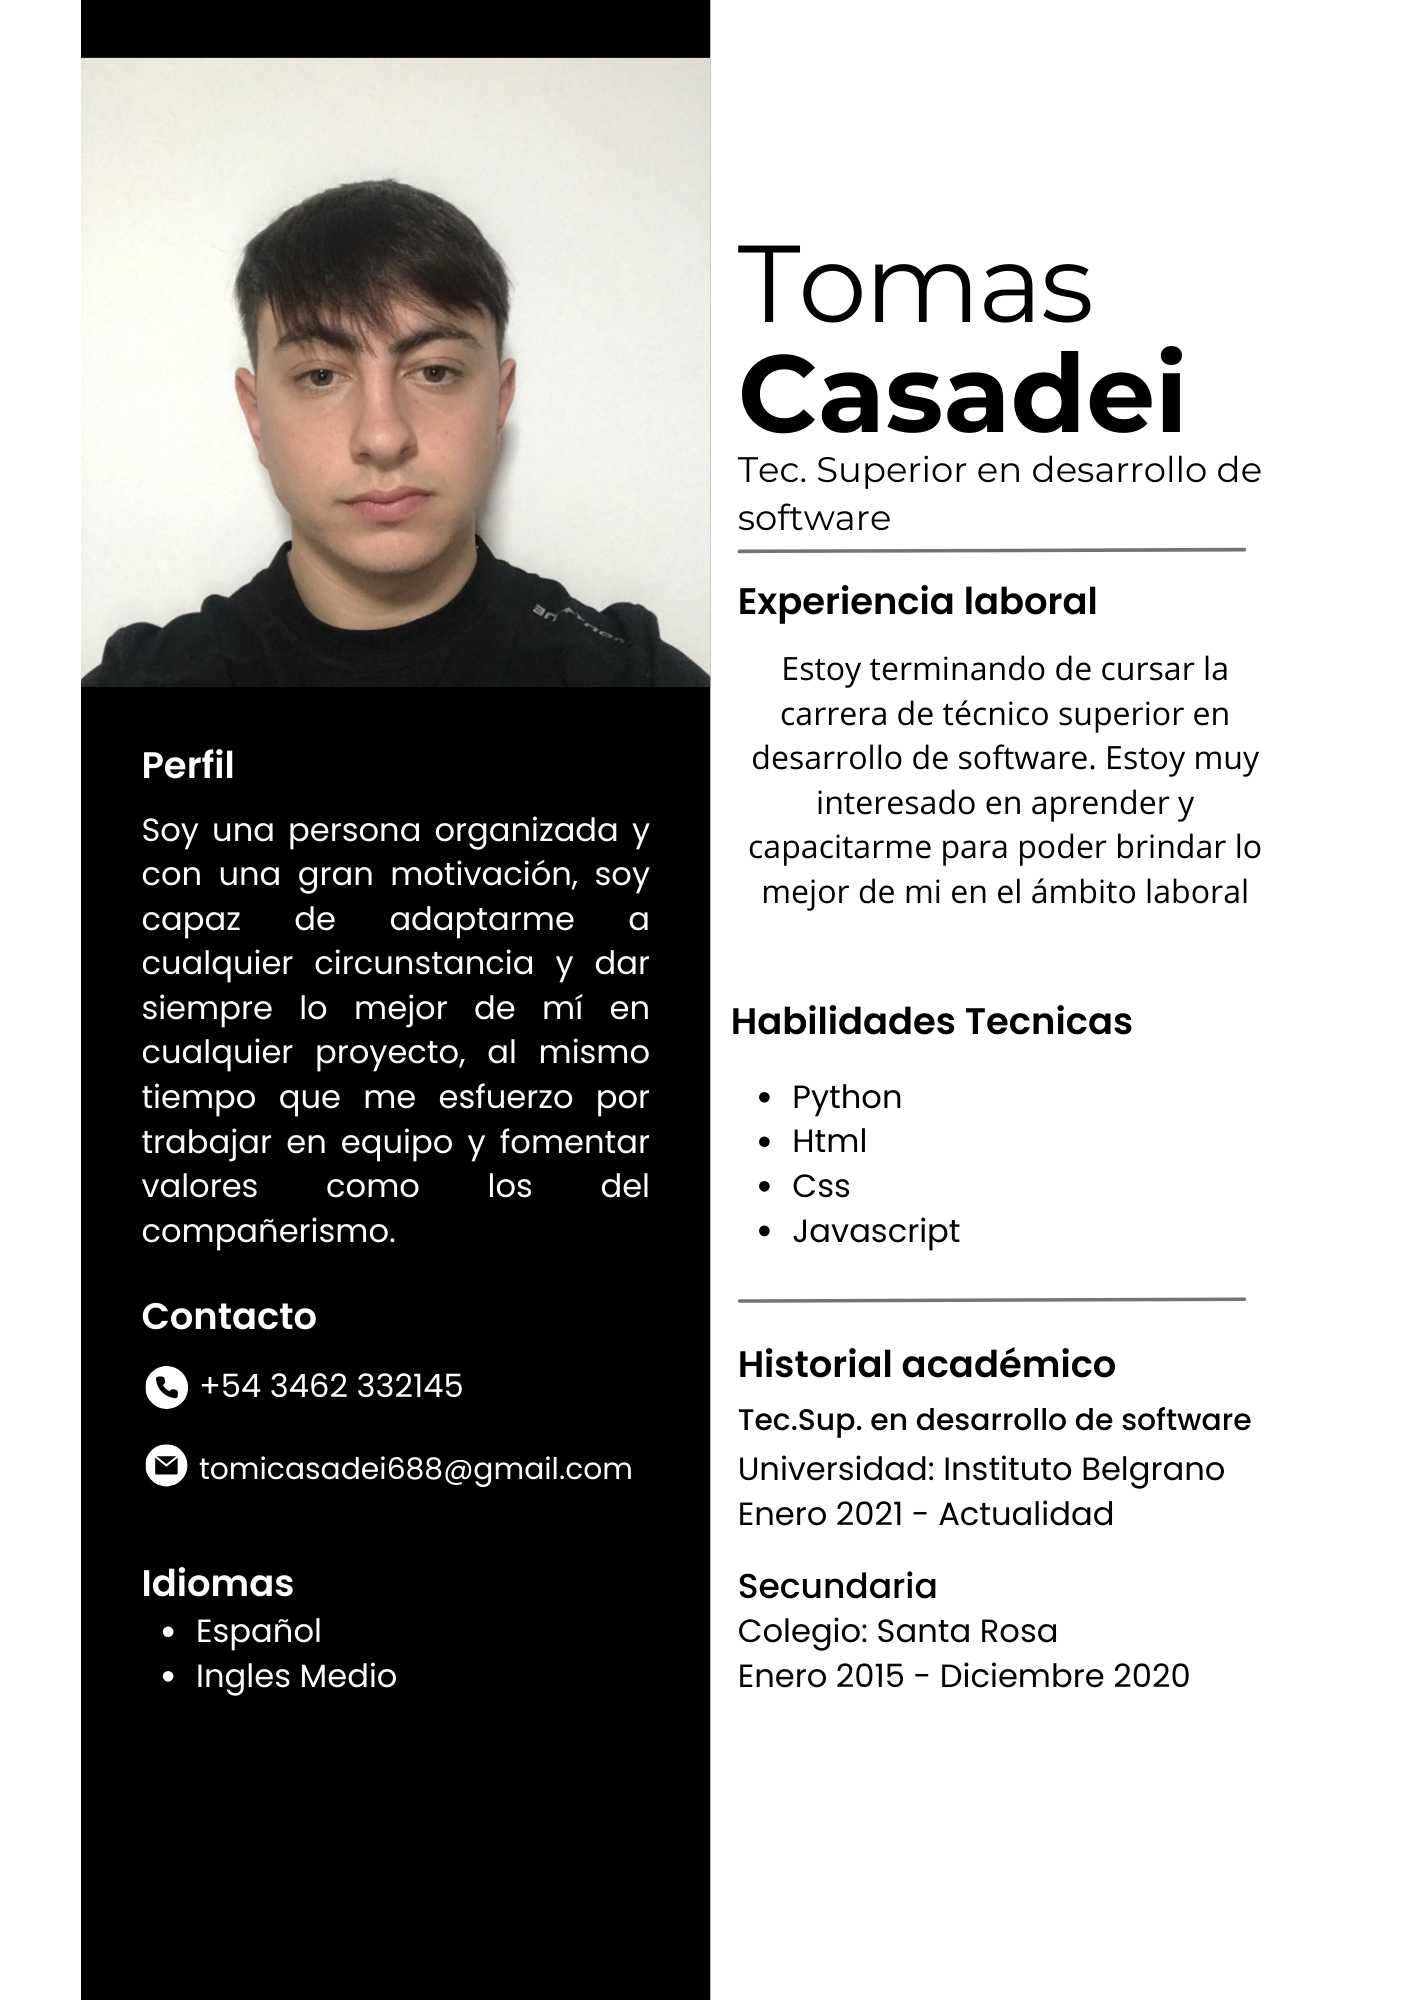 Tomas
Casadei
Tec. Superior en desarrollo de
software
Experiencia laboral
Estoy terminando de cursar la
carrera de técnico superior en
desarrollo de software. Estoy muy
interesado en aprender y
capacitarme para poder brindar lo
mejor de mi en el ámbito laboral
Habilidades Tecnicas
• Python
• Html
• Css
• Javascript
Historial académico
Tec.Sup. en desarrollo de software
Universidad: Instituto Belgrano
Enero 2021 - Actualidad
Secundaria
Colegio: Santa Rosa
Enero 2015 - Diciembre 2020
Perfil
Soy una persona organizada y
con una gran motivación, soy
capaz de adaptarme a
cualquier circunstancia y dar
siempre lo mejor de mí en
cualquier proyecto, al mismo
tiempo que me esfuerzo por
trabajar en equipo y fomentar
valores como los del
compañerismo.
Contacto
+54 3462 332145
tomicasadei688@gmail.com
Idiomas
• Español
• Ingles Medio